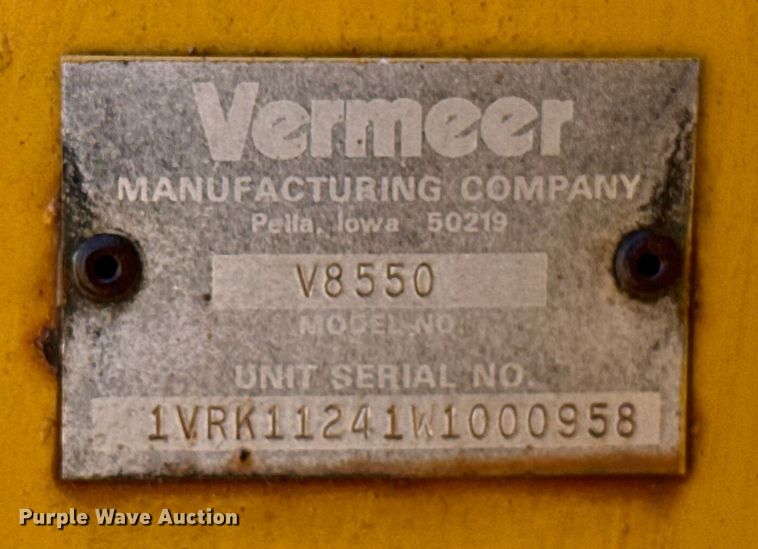 Vermeer
MANUFACTURING COMPANY
Pella, Iowa 50219
V8550
MODEL NO.
UNIT SERIAL NO.
1VRK11241W1000958
Purple Wave Auction